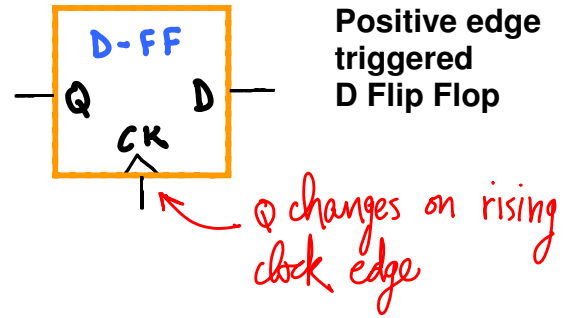 D-FF
Q D
CK
Positive edge
triggered
D Flip Flop
Q changes on rising
clock edge